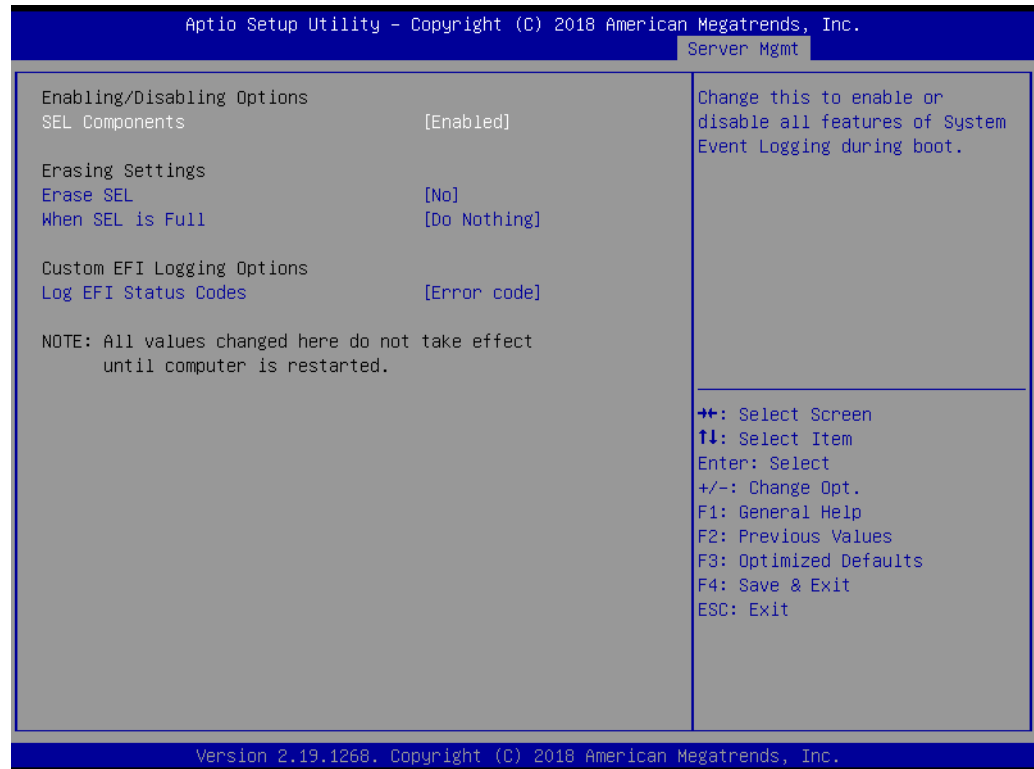 Aptio Setup Utility – Copyright (C) 2018 American Megatrends, Inc.
Server Mgmt
Enabling/Disabling Options
SEL Components [Enabled]
Erasing Settings
Erase SEL [No]
When SEL is Full [Do Nothing]
Custom EFI Logging Options
Log EFI Status Codes [Error code]
NOTE: All values changed here do not take effect
until computer is restarted.
Change this to enable or
disable all features of System
Event Logging during boot.
→←: Select Screen
↑↓: Select Item
Enter: Select
+/-: Change Opt.
F1: General Help
F2: Previous Values
F3: Optimized Defaults
F4: Save & Exit
ESC: Exit
Version 2.19.1268. Copyright (C) 2018 American Megatrends, Inc.